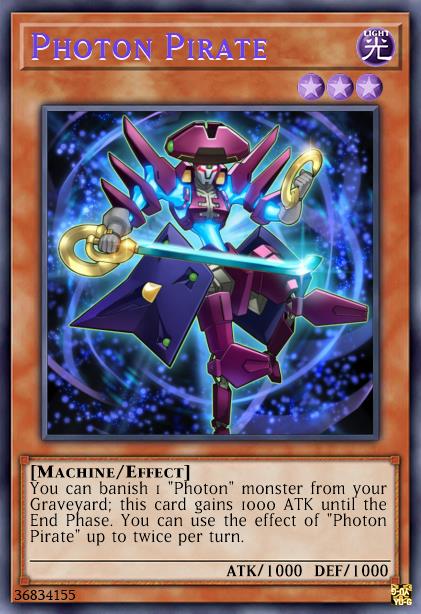 Photon Pirate
LIGHT
光
[Machine/Effect]
You can banish 1 "Photon" monster from your
Graveyard; this card gains 1000 ATK until the
End Phase. You can use the effect of "Photon
Pirate" up to twice per turn.
ATK/1000 DEF/1000
36834155